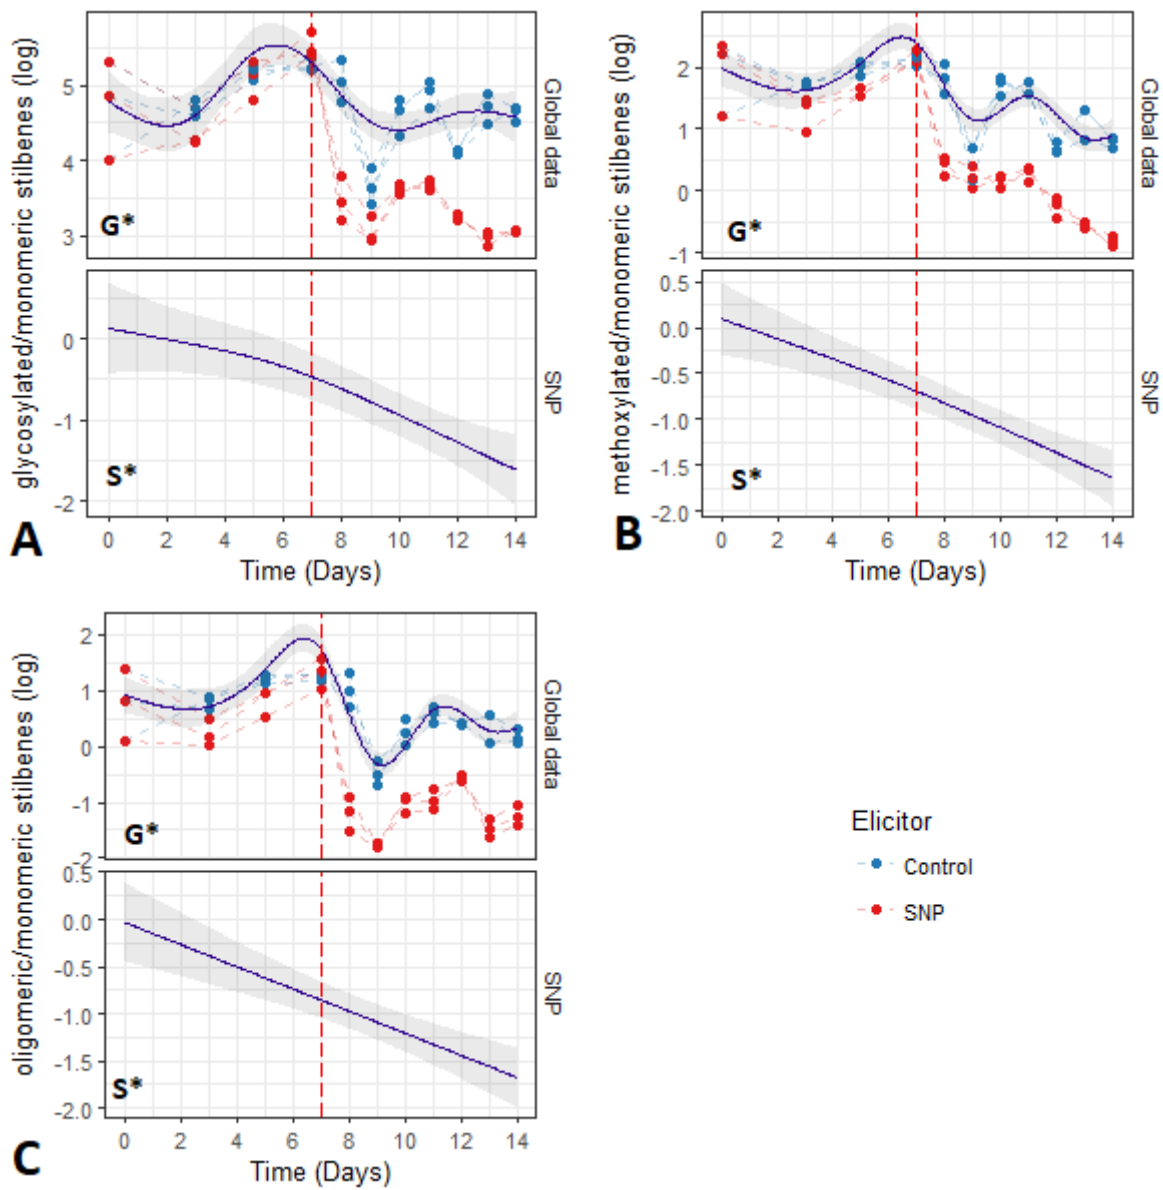 glycosylated/monomeric stilbenes (log)
5
4
3
G*
Global data
0
-1
-2
S*
SNP
0 2 4 6 8 10 12 14
Time (Days)
A
methoxylated/monomeric stilbenes (log)
2
1
0
-1
G*
Global data
0.5
0.0
-0.5
-1.0
-1.5
-2.0
S*
SNP
0 2 4 6 8 10 12 14
Time (Days)
B
oligomeric/monomeric stilbenes (log)
2
1
0
-1
-2
G*
Global data
0.5
0.0
-0.5
-1.0
-1.5
-2.0
S*
SNP
0 2 4 6 8 10 12 14
Time (Days)
C
Elicitor
Control
SNP